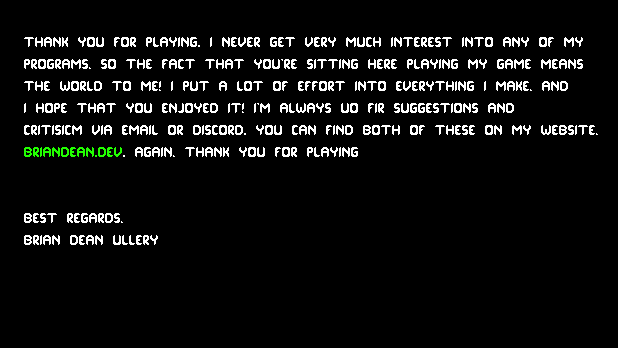 THANK YOU FOR PLAYING. I NEVER GET VERY MUCH INTEREST INTO ANY OF MY
PROGRAMS. SO THE FACT THAT YOU'RE SITTING HERE PLAYING MY GAME MEANS
THE WORLD TO ME! I PUT A LOT OF EFFORT INTO EVERYTHING I MAKE. AND
I HOPE THAT YOU ENJOYED IT! I'M ALWAYS UO FIR SUGGESTIONS AND
CRITISICM VIA EMAIL OR DISCORD. YOU CAN FIND BOTH OF THESE ON MY WEBSITE.
BRIANDEAN.DEV. AGAIN. THANK YOU FOR PLAYING
BEST REGARDS.
BRIAN DEAN ULLERY